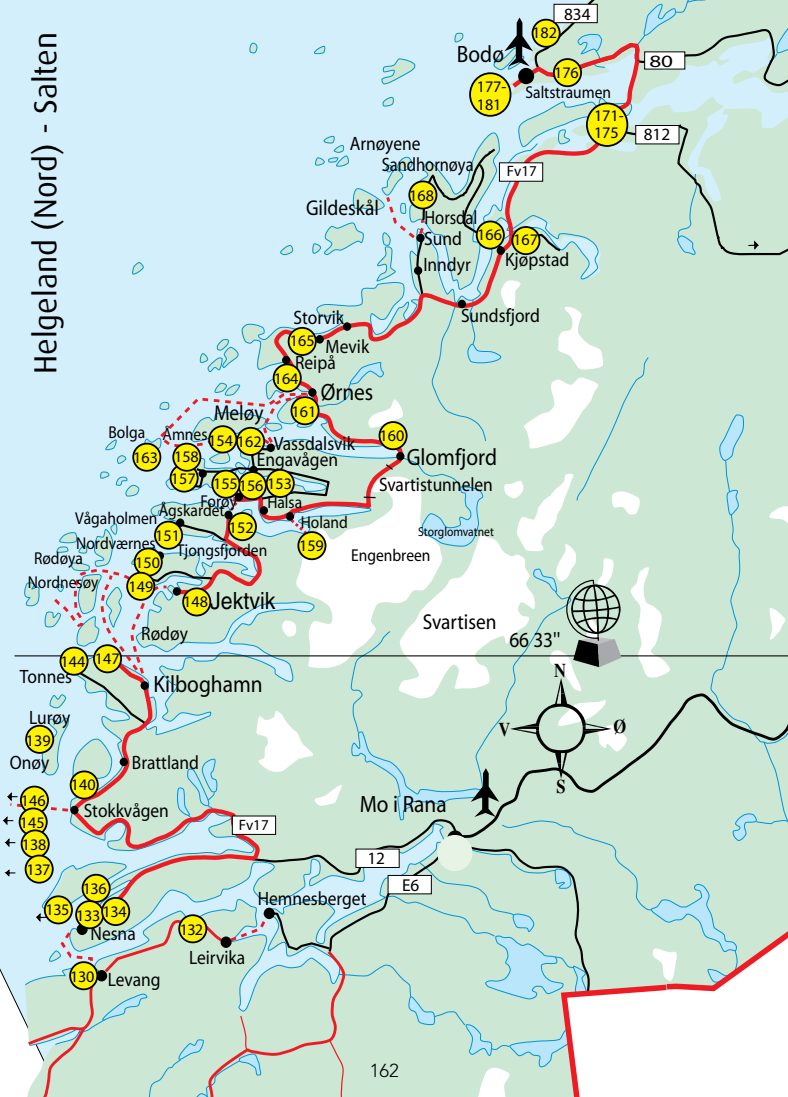 Helgeland (Nord) - Salten
834
182
Bodø
80
176
177-
181
Saltstraumen
171-
175
812
Arnøyene
Sandhornøya
Fv17
168
Gildeskål
Horsdal
166
167
Sund
Kjøpstad
Inndyr
Sundsfjord
Storvik
165
Mevik
Reipå
164
Ørnes
161
Meløy
Bolga
Åmnes
154
162
Vassdalsvik
160
163
158
Engavågen
Glomfjord
157
155
156
153
Svartistunnelen
Forøy
Halsa
Ågskardet
Vågaholmen
152
Holand
Storglomvatnet
151
Nordværnes
Tjongsfjorden
159
Engenbreen
Rødøya
150
Nordnesøy
149
148
Jektvik
Svartisen
Rødøy
66 33"
144
147
Tonnes
Kilboghamn
N
Lurøy
V
Ø
139
Onøy
Brattland
S
140
146
Stokkvågen
Mo i Rana
145
Fv17
138
12
137
E6
136
Hemnesberget
135
133
134
Nesna
132
Leirvika
130
Levang
162